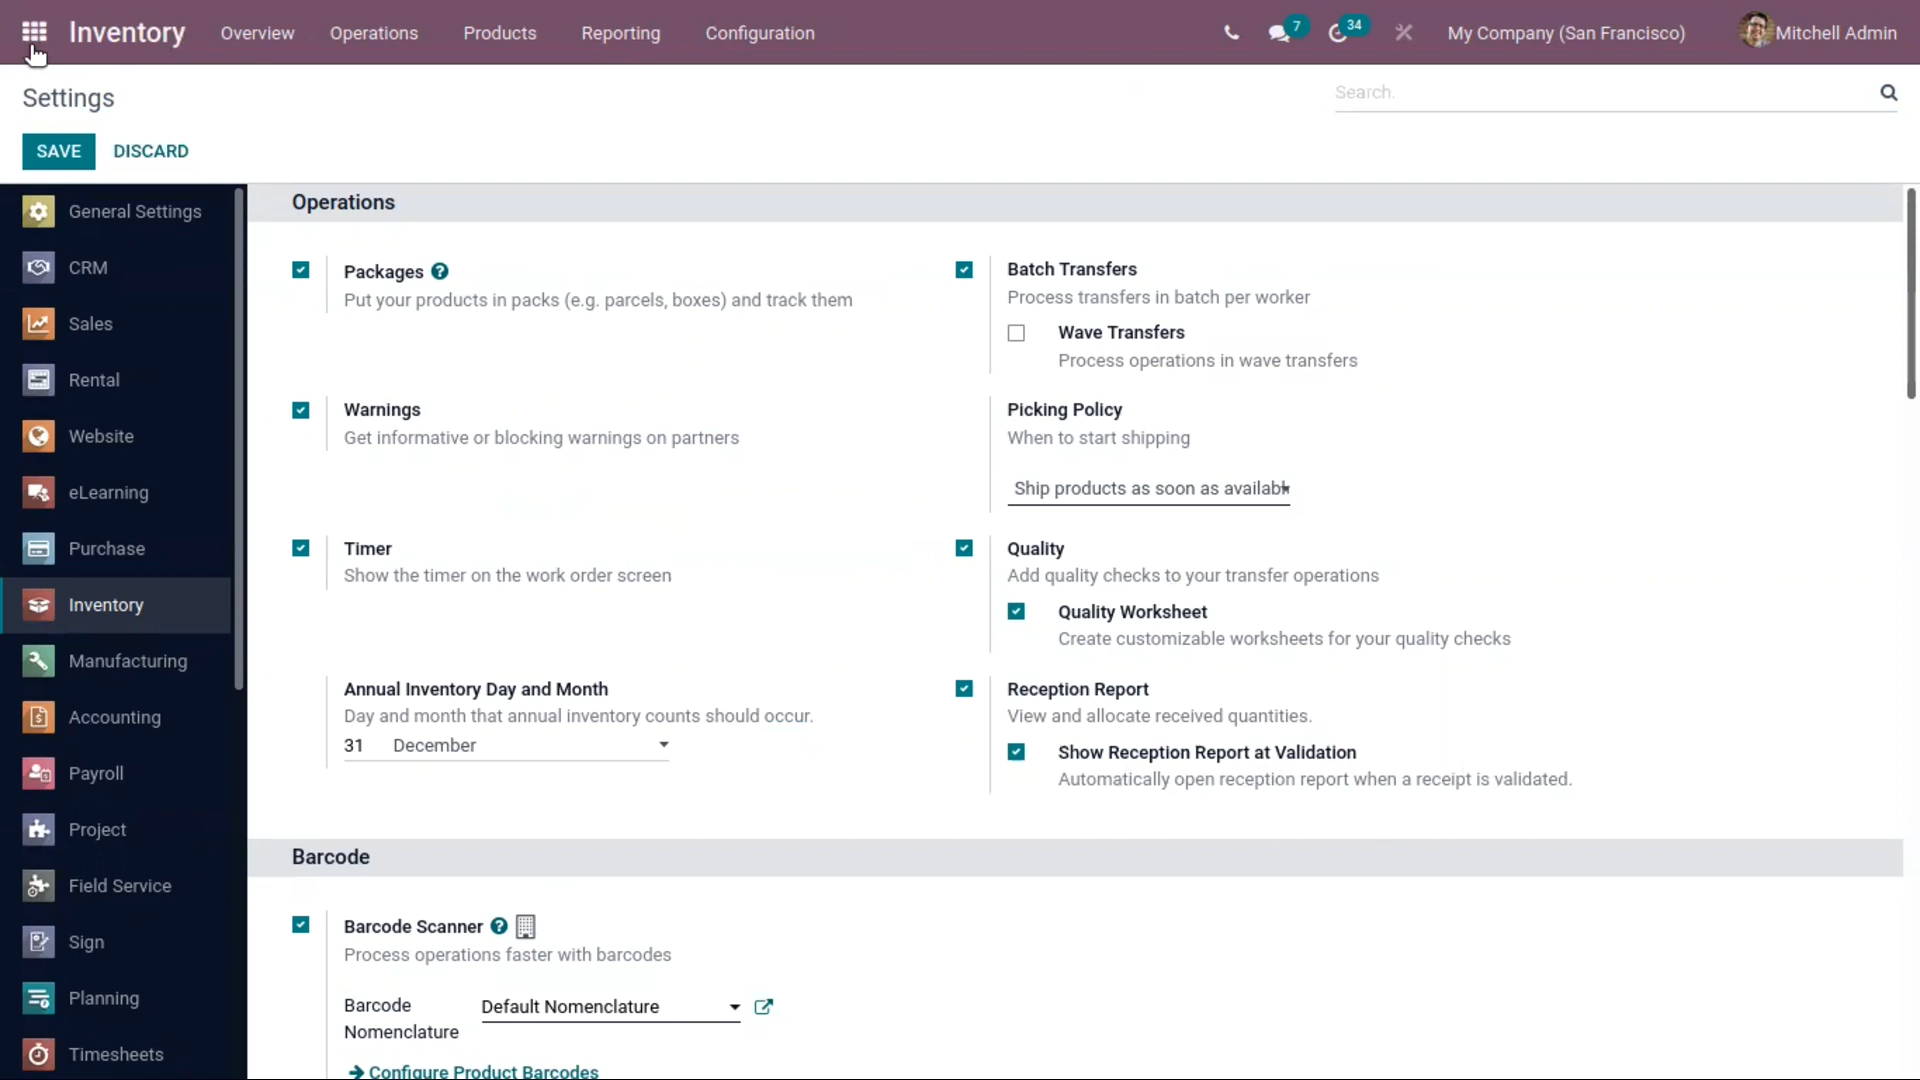 Inventory Overview Operations Products Reporting Configuration 7 34 My Company (San Francisco) Mitchell Admin
Settings
Search.
SAVE DISCARD
General Settings
CRM
Sales
Rental
Website
eLearning
Purchase
Inventory
Manufacturing
Accounting
Payroll
Project
Field Service
Sign
Planning
Timesheets
Operations
Packages ?
Put your products in packs (e.g. parcels, boxes) and track them
Batch Transfers
Process transfers in batch per worker
Wave Transfers
Process operations in wave transfers
Warnings
Get informative or blocking warnings on partners
Picking Policy
When to start shipping
Ship products as soon as availabl
Timer
Show the timer on the work order screen
Quality
Add quality checks to your transfer operations
Quality Worksheet
Create customizable worksheets for your quality checks
Annual Inventory Day and Month
Day and month that annual inventory counts should occur.
31 December
Reception Report
View and allocate received quantities.
Show Reception Report at Validation
Automatically open reception report when a receipt is validated.
Barcode
Barcode Scanner ?
Process operations faster with barcodes
Barcode Nomenclature
Default Nomenclature
Configure Product Barcodes